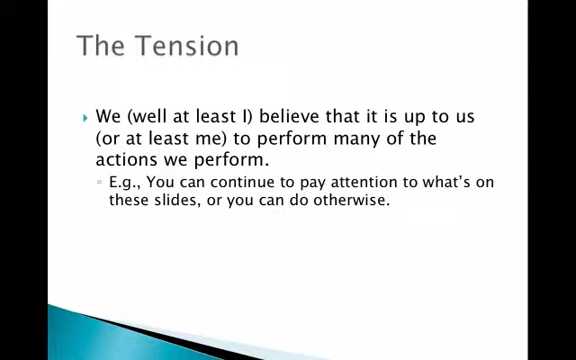 The Tension
We (well at least I) believe that it is up to us
(or at least me) to perform many of the
actions we perform.
E.g., You can continue to pay attention to what's on
these slides, or you can do otherwise.